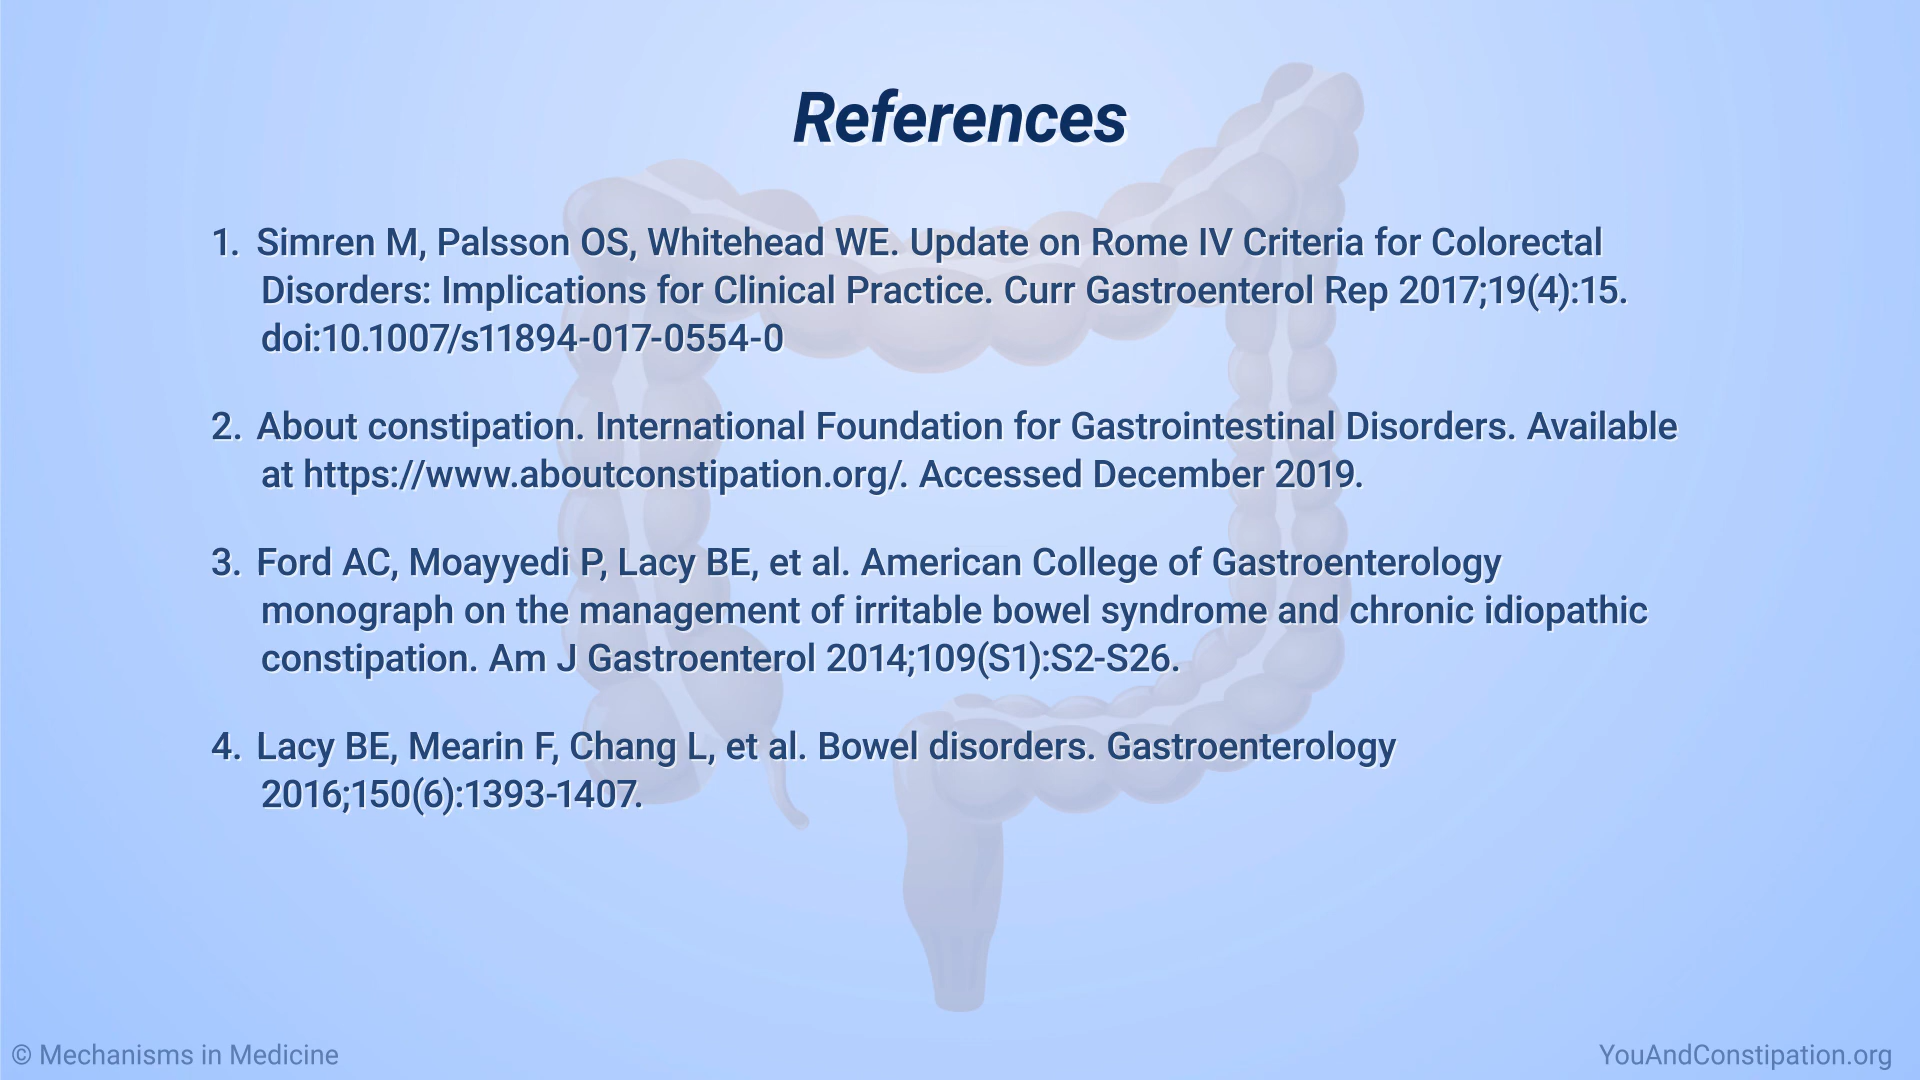 References
1. Simren M, Palsson OS, Whitehead WE. Update on Rome IV Criteria for Colorectal
Disorders: Implications for Clinical Practice. Curr Gastroenterol Rep 2017;19(4):15.
doi:10.1007/s11894-017-0554-0
2. About constipation. International Foundation for Gastrointestinal Disorders. Available
at https://www.aboutconstipation.org/. Accessed December 2019.
3. Ford AC, Moayyedi P, Lacy BE, et al. American College of Gastroenterology
monograph on the management of irritable bowel syndrome and chronic idiopathic
constipation. Am J Gastroenterol 2014;109(S1):S2-S26.
4. Lacy BE, Mearin F, Chang L, et al. Bowel disorders. Gastroenterology
2016;150(6):1393-1407.
© Mechanisms in Medicine
YouAndConstipation.org